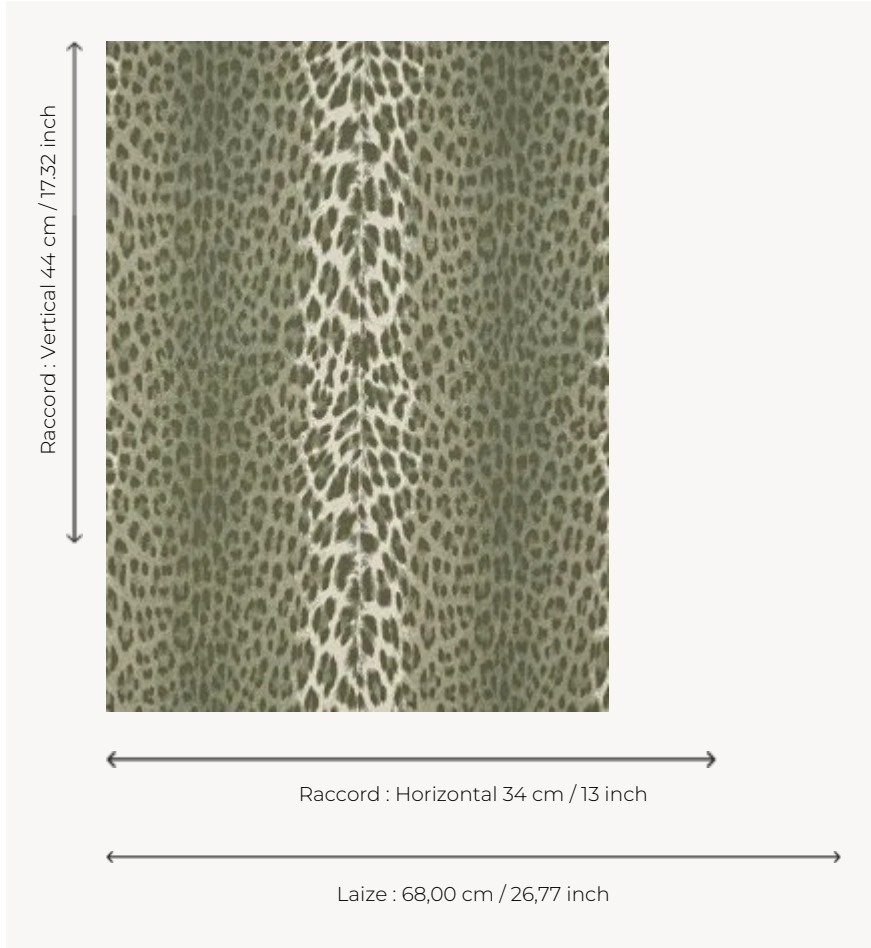 Raccord : Vertical 44 cm / 17.32 inch
Raccord : Horizontal 34 cm / 13 inch
Laize : 68,00 cm / 26,77 inch